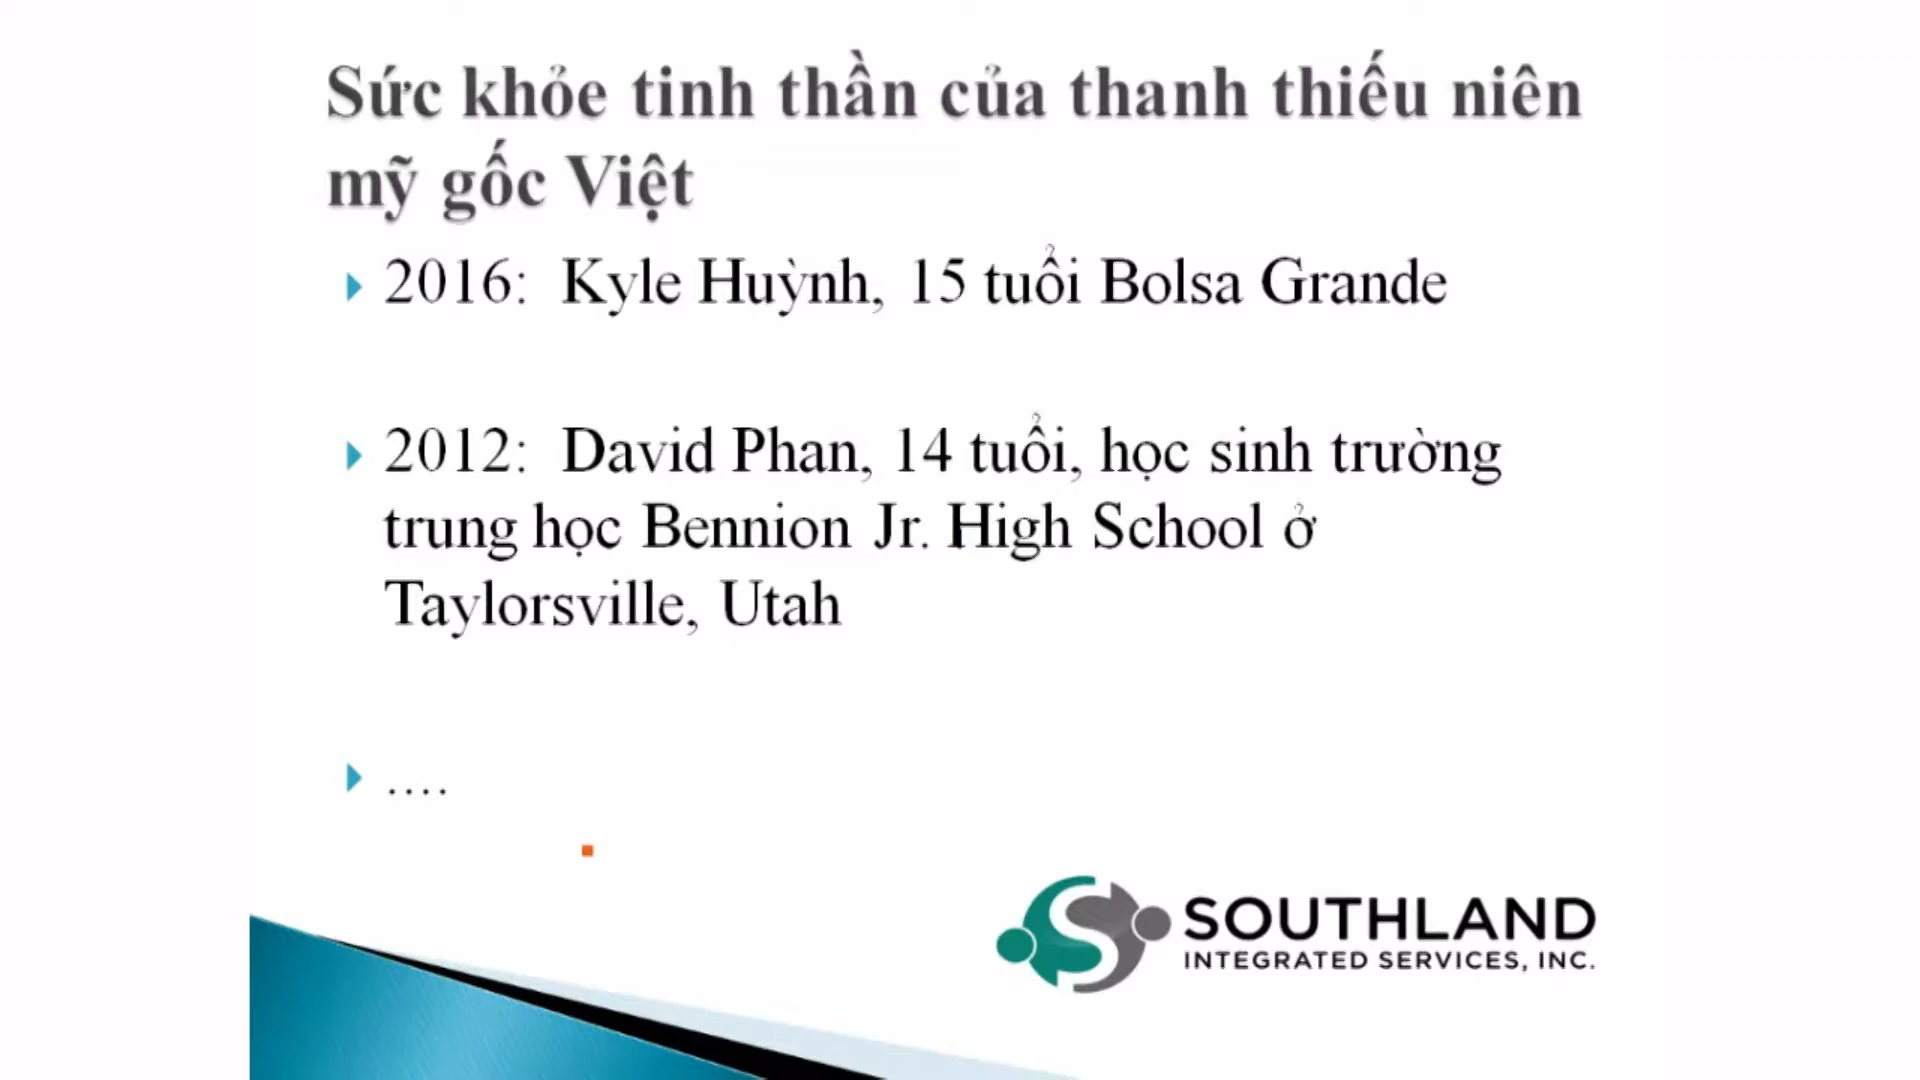 Sức khỏe tinh thần của thanh thiếu niên
mỹ gốc Việt
2016: Kyle Huỳnh, 15 tuổi Bolsa Grande
2012: David Phan, 14 tuổi, học sinh trường
trung học Bennion Jr. High School ở
Taylorsville, Utah
....
SOUTHLAND
INTEGRATED SERVICES, INC.